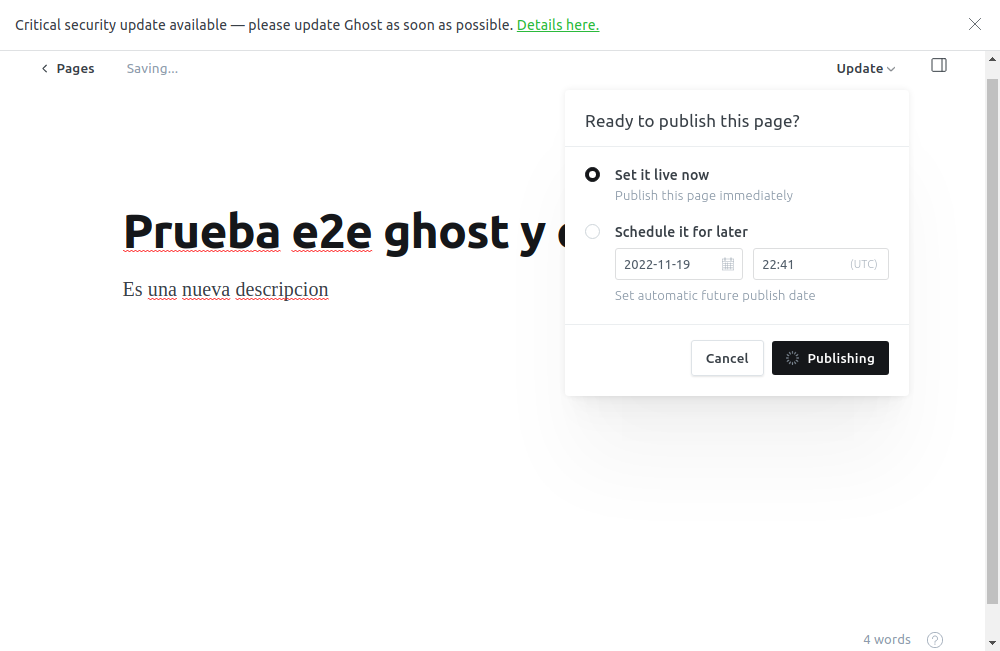 Critical security update available — please update Ghost as soon as possible. Details here.
Pages Saving... Update
Ready to publish this page?
Set it live now
Publish this page immediately
Prueba e2e ghost y
Schedule it for later
2022-11-19 22:41 (UTC)
Es una nueva descripcion
Set automatic future publish date
Cancel Publishing
4 words
?